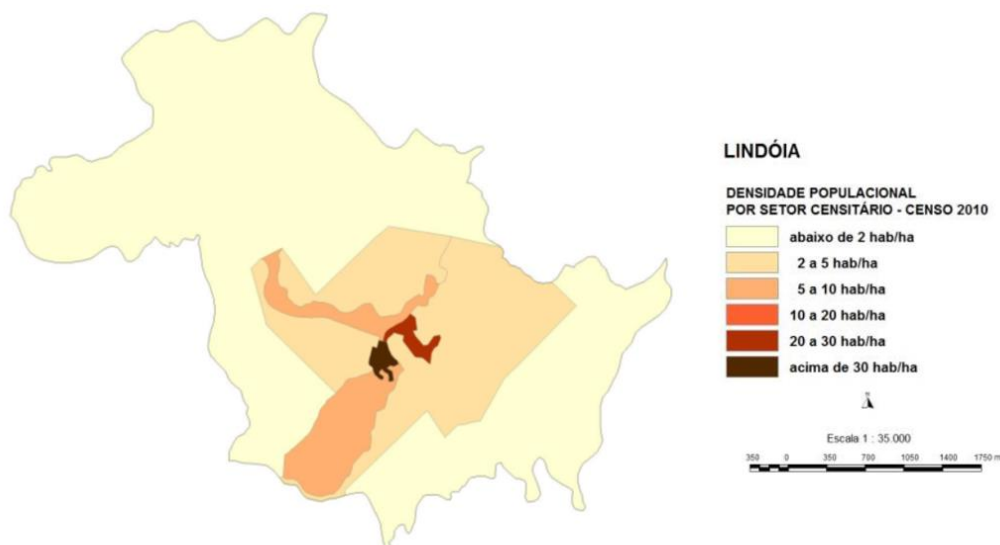 LINDÓIA
DENSIDADE POPULACIONAL
POR SETOR CENSITÁRIO - CENSO 2010
abaixo de 2 hab/ha
2 a 5 hab/ha
5 a 10 hab/ha
10 a 20 hab/ha
20 a 30 hab/ha
acima de 30 hab/ha
Escala 1 : 35.000
350 0 350 700 1050 1400 1750 m